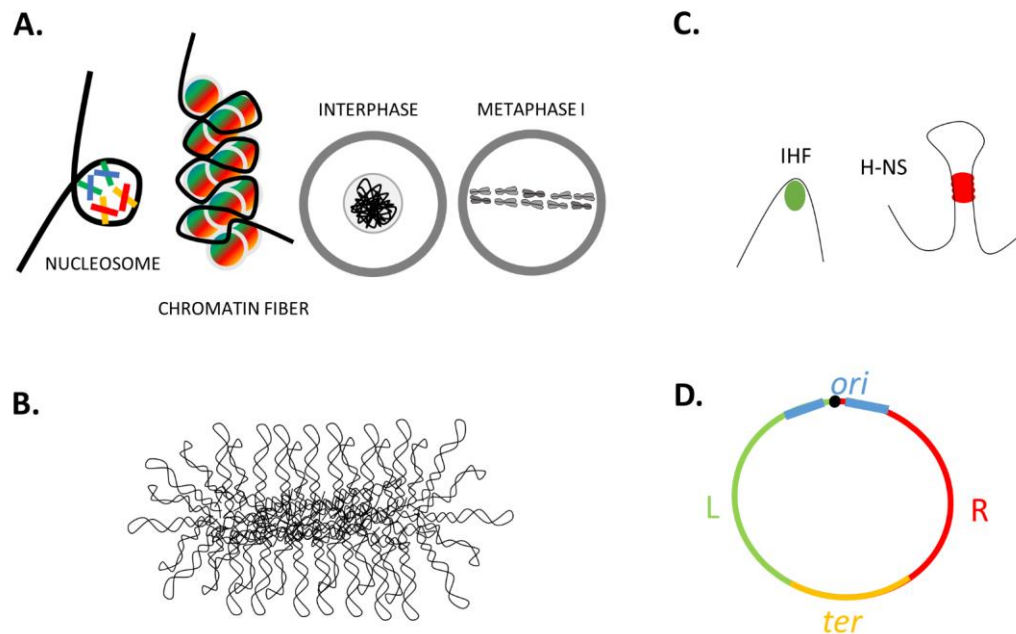 A.
NUCLEOSOME
CHROMATIN FIBER
INTERPHASE
METAPHASE I
B.
C.
IHF
H-NS
D.
ori
L
R
ter